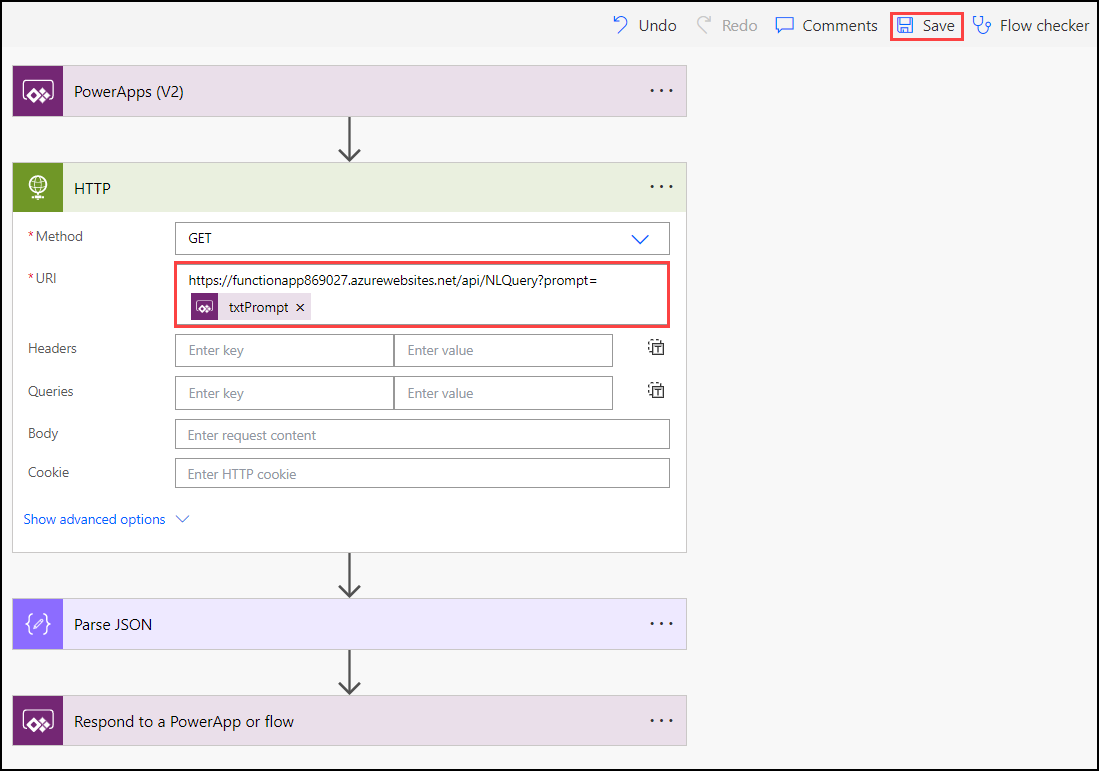 Undo Redo Comments Save Flow checker
PowerApps (V2)
HTTP
*Method GET
*URI https://functionapp869027.azurewebsites.net/api/NLQuery?prompt=
txtPrompt
Headers Enter key Enter value
Queries Enter key Enter value
Body Enter request content
Cookie Enter HTTP cookie
Show advanced options
Parse JSON
Respond to a PowerApp or flow